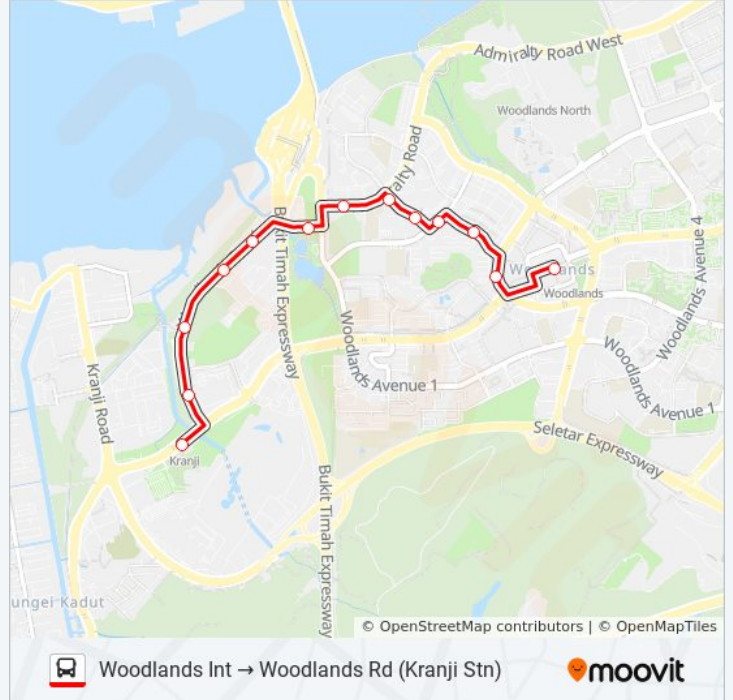 Admiralty Road West
Woodlands North
alty Road
Bukit Timah Expressway
Woodlands Avenue 4
Woodlands
Woodlands
Woodlands Avenue 1
Woodlands Avenue 1
Kranji Road
Seletar Expressway
Kranji
Bukit Timah Expressway
ungei Kadut
© OpenStreetMap contributors | © OpenMapTiles
Woodlands Int → Woodlands Rd (Kranji Stn)
moovit